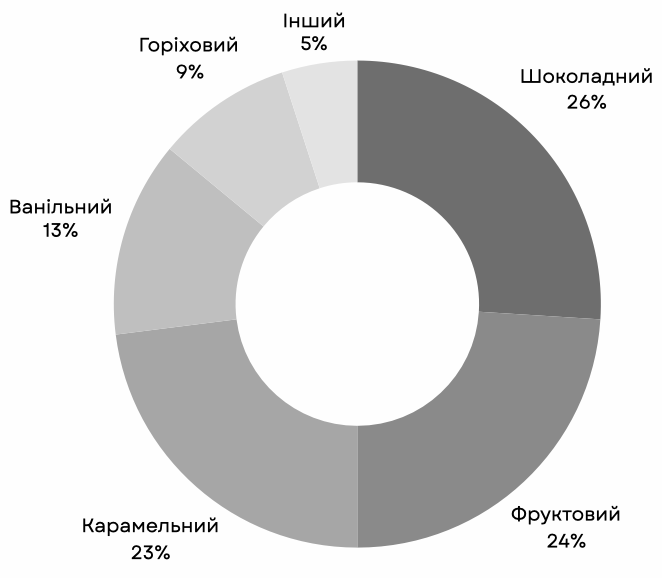 Інший
5%
Горіховий
9%
Шоколадний
26%
Ванільний
13%
Карамельний
23%
Фруктовий
24%